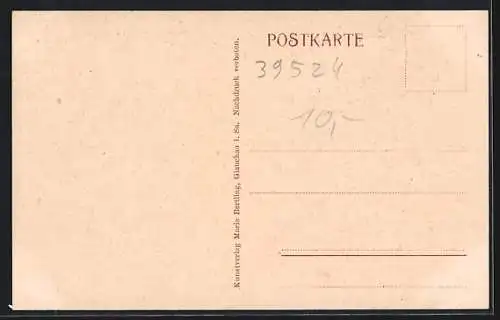 POSTKARTE
39524
10,-
Kunstverlag Marie Bertling, Glauchau i. Sa. Nachdruck verboten.